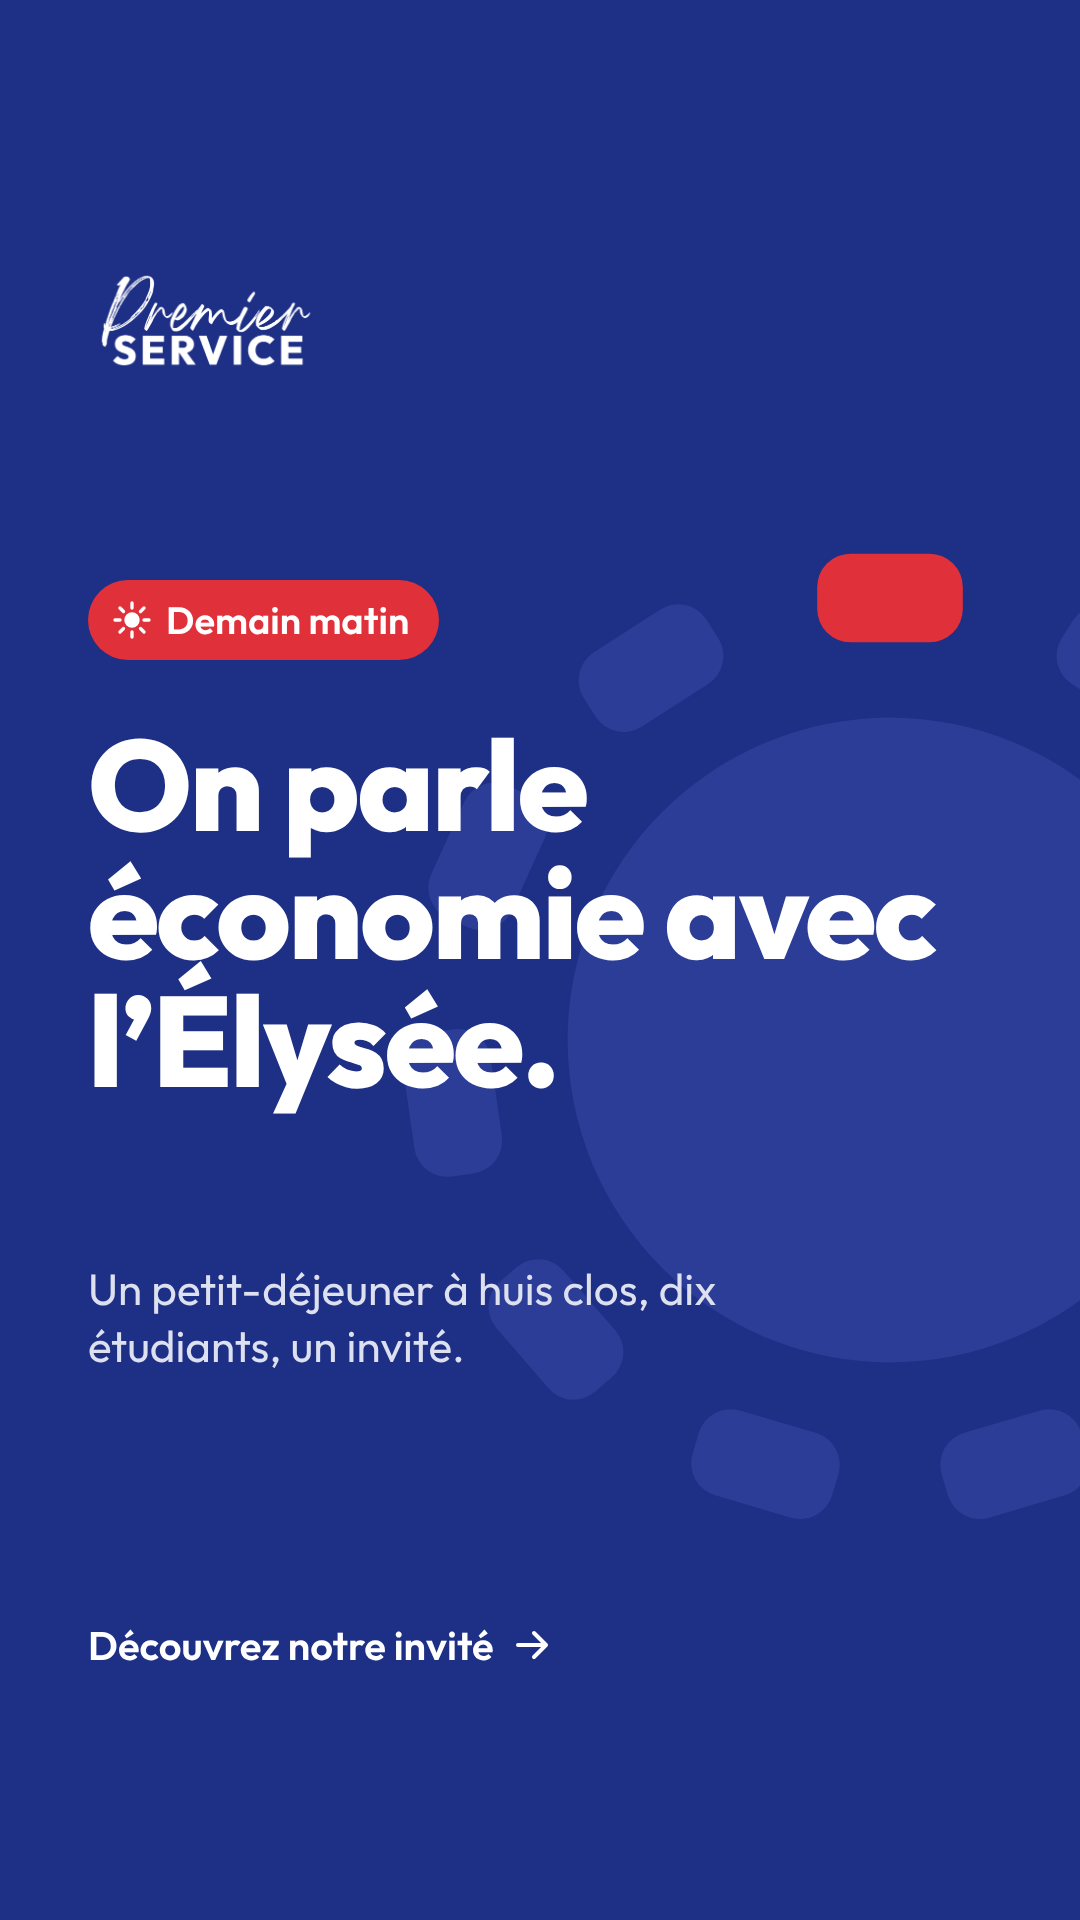 Premier
SERVICE
Demain matin
On parle
économie avec
l’Élysée.
Un petit-déjeuner à huis clos, dix
étudiants, un invité.
Découvrez notre invité →